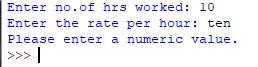 Enter no.of hrs worked: 10
Enter the rate per hour: ten
Please enter a numeric value.
>>>